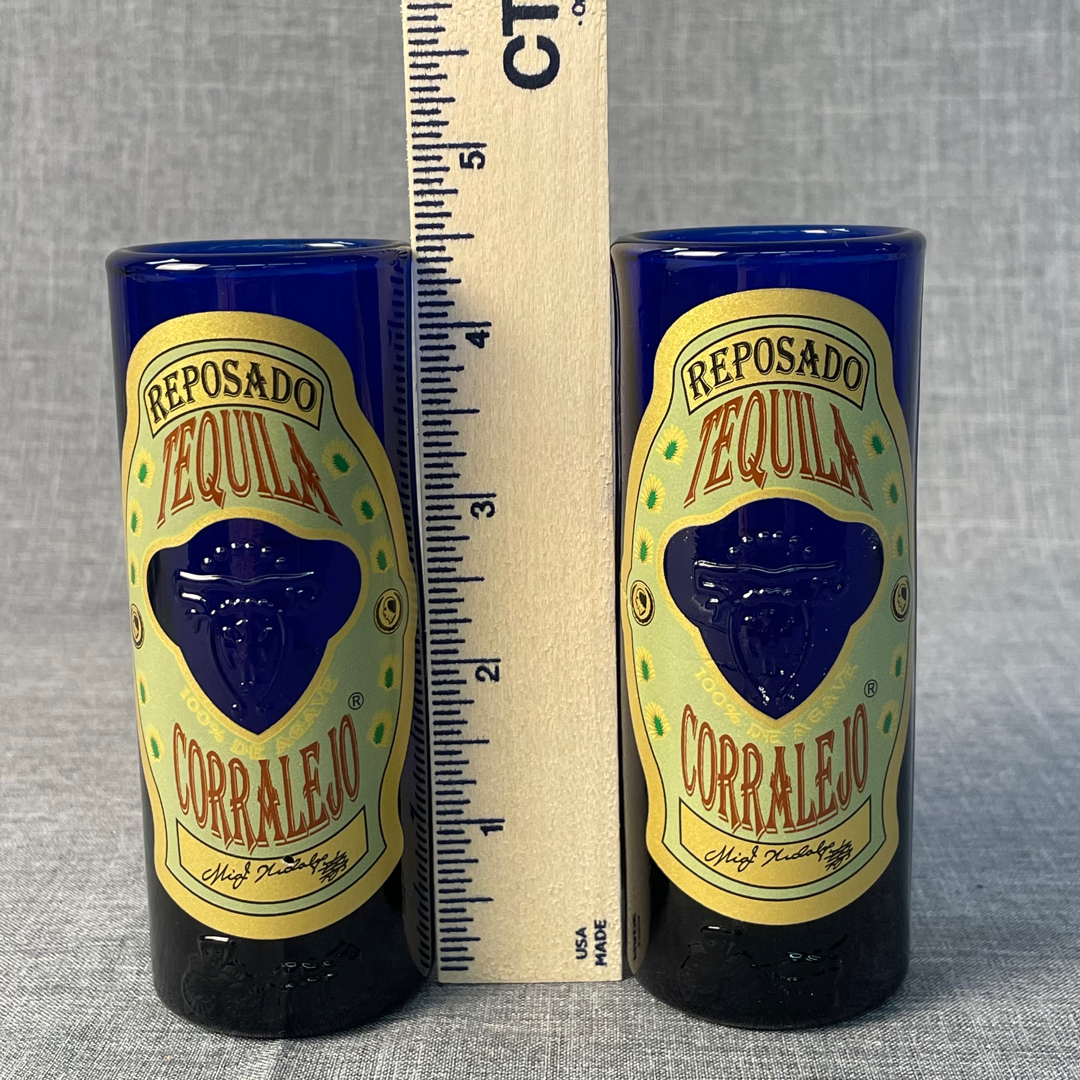 CT
5
4
3
2
1
USA
MADE
REPOSADO
TEQUILA
100% DE AGAVE
®
CORRALEJO
REPOSADO
TEQUILA
100% DE AGAVE
®
CORRALEJO